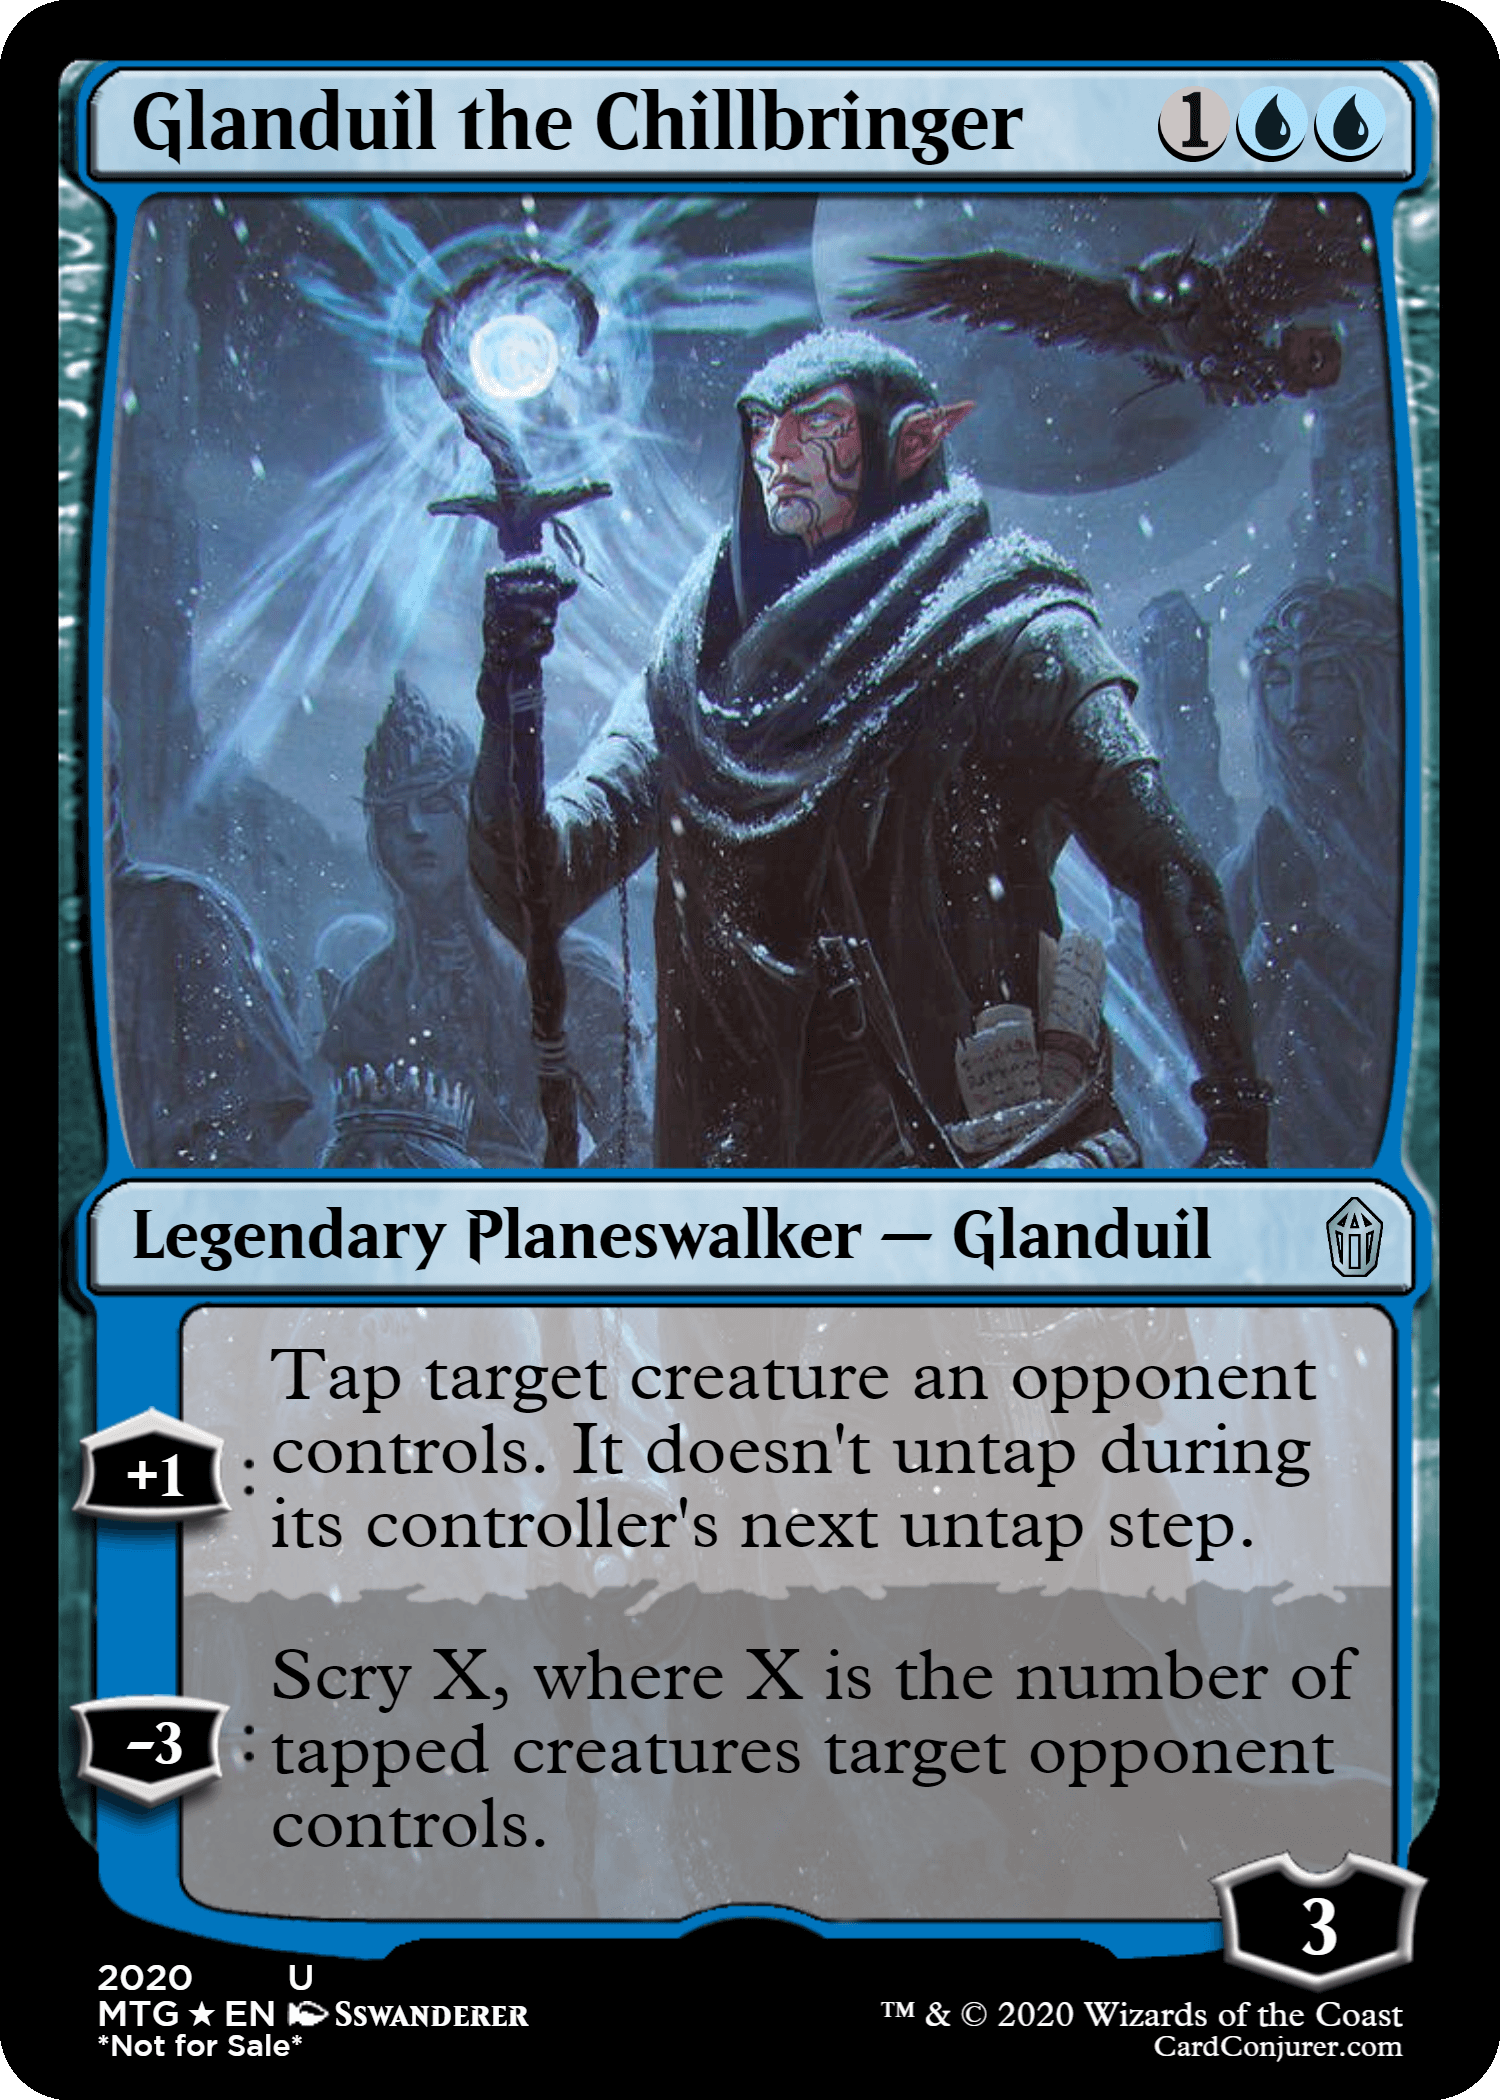 Glanduil the Chillbringer 1
Legendary Planeswalker — Glanduil
+1: Tap target creature an opponent
controls. It doesn't untap during
its controller's next untap step.
-3: Scry X, where X is the number of
tapped creatures target opponent
controls.
3
2020 U
MTG ★ EN Sswanderer
*Not for Sale*
™ & © 2020 Wizards of the Coast
CardConjurer.com